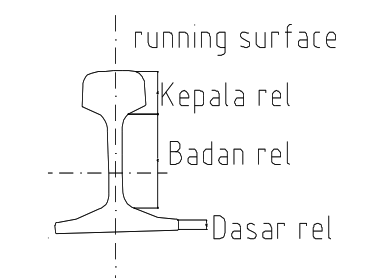 running surface
Kepala rel
Badan rel
Dasar rel